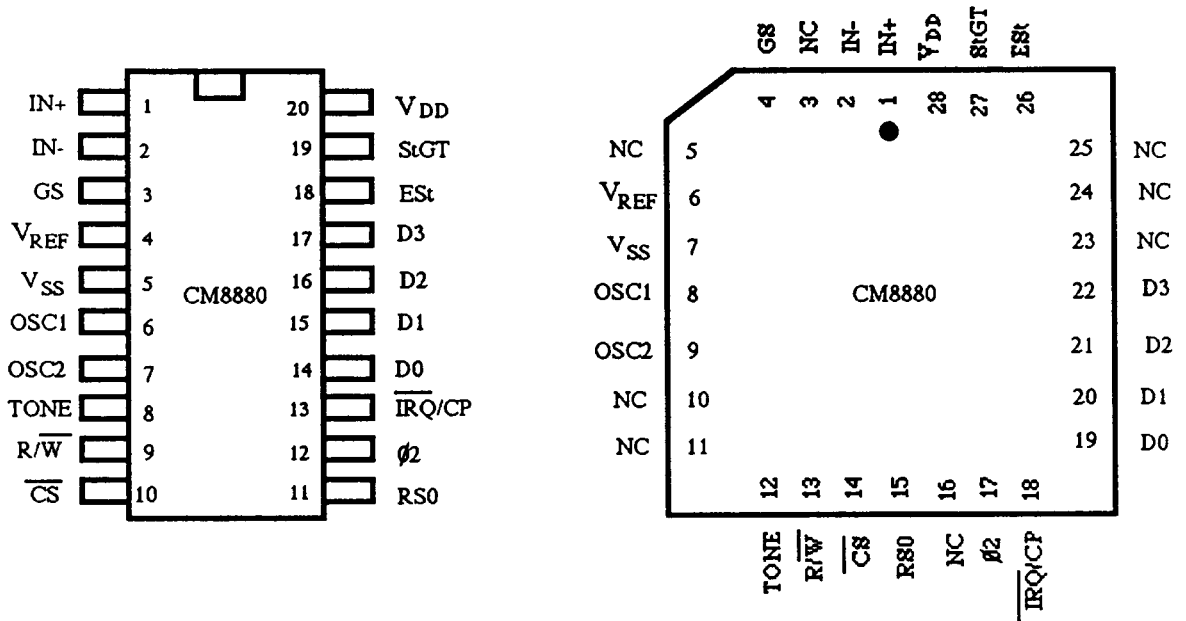 IN+ 1 20 VDD
IN- 2 19 StGT
GS 3 18 ESt
VREF 4 17 D3
VSS 5 16 D2
CM8880
OSC1 6 15 D1
OSC2 7 14 D0
TONE 8 13 I̅R̅Q̅/CP
R/W̅ 9 12 ø2
C̅S̅ 10 11 RS0
GS NC IN- IN+ VDD StGT ESt
4 3 2 1 28 27 26
NC 5 25 NC
VREF 6 24 NC
VSS 7 23 NC
OSC1 8 CM8880 22 D3
OSC2 9 21 D2
NC 10 20 D1
NC 11 19 D0
12 13 14 15 16 17 18
TONE R̅/̅W̅ C̅S̅ RS0 NC ø2 I̅R̅Q̅/̅CP